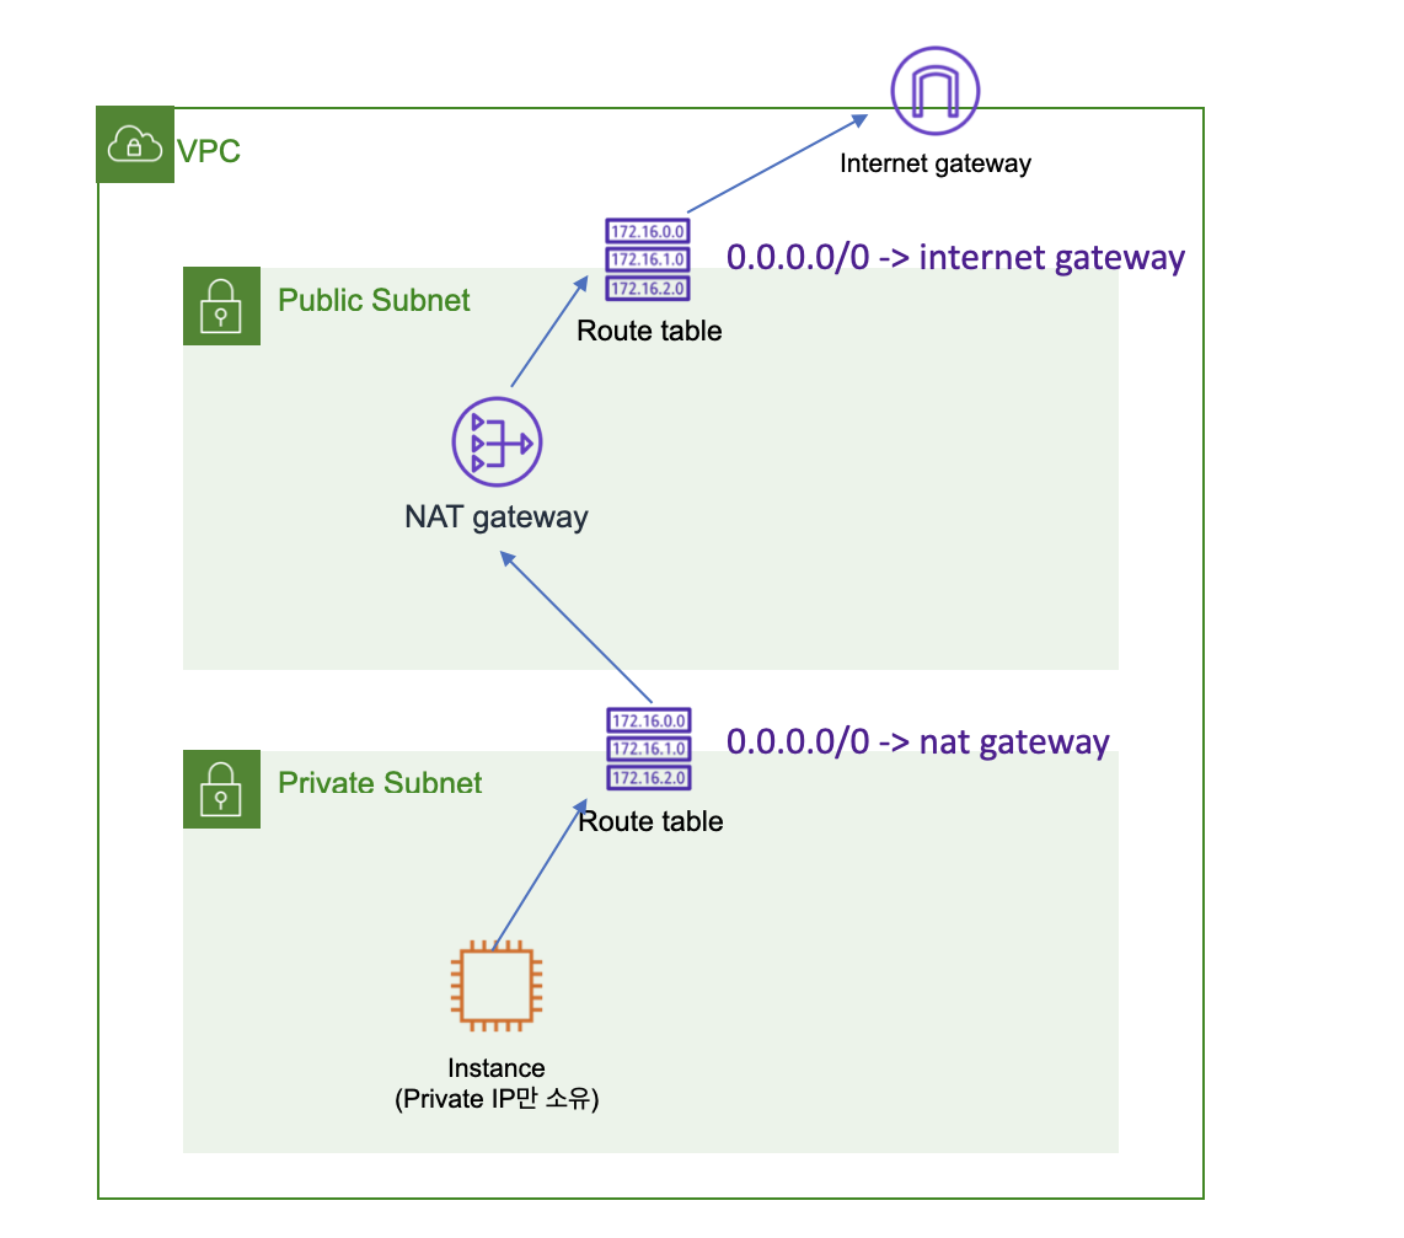 VPC
Internet gateway
172.16.0.0
172.16.1.0
172.16.2.0
0.0.0.0/0 -> internet gateway
Public Subnet
Route table
NAT gateway
172.16.0.0
172.16.1.0
172.16.2.0
0.0.0.0/0 -> nat gateway
Private Subnet
Route table
Instance
(Private IP만 소유)